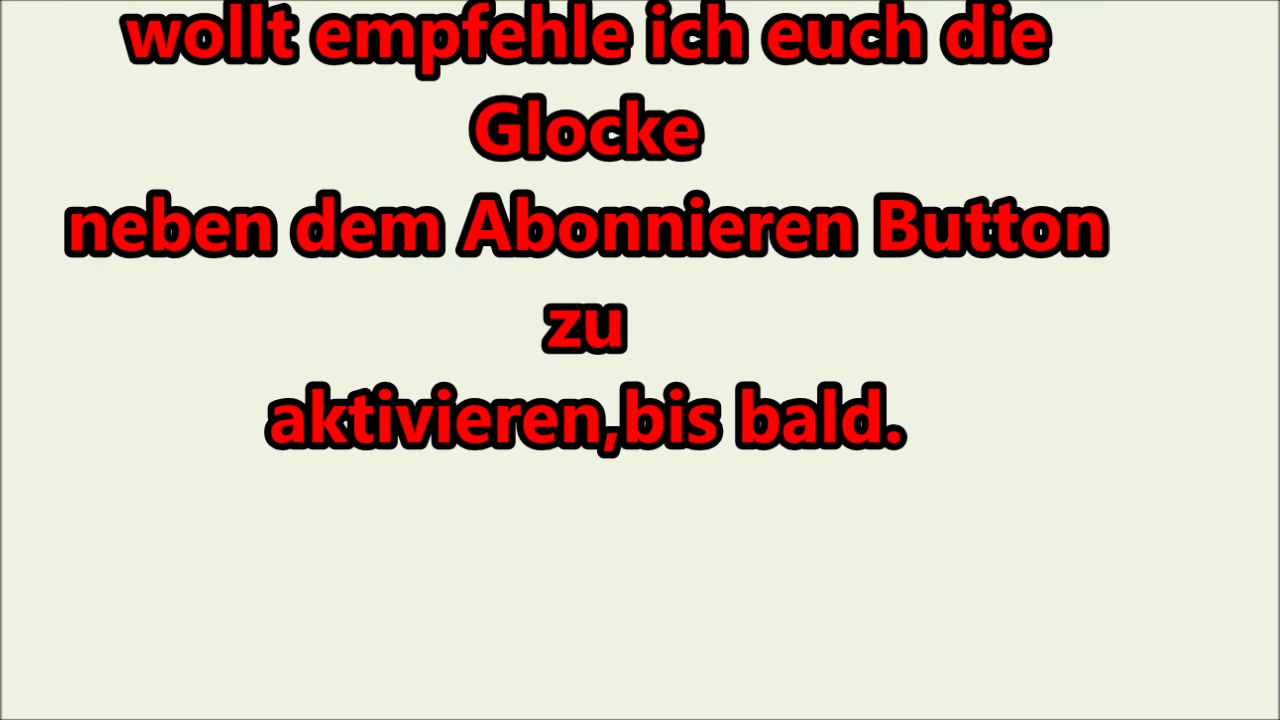 wollt empfehle ich euch die
Glocke
neben dem Abonnieren Button
zu
aktivieren,bis bald.